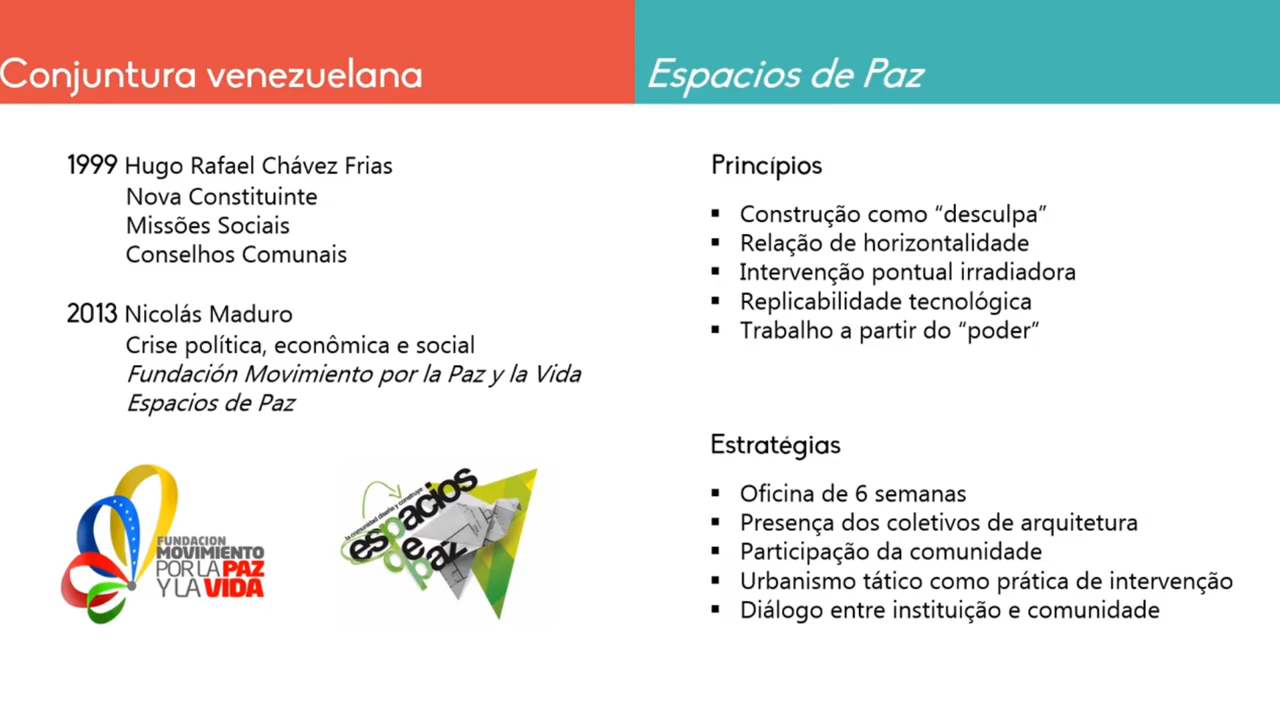 Conjuntura venezuelana
1999 Hugo Rafael Chávez Frias
Nova Constituinte
Missões Sociais
Conselhos Comunais
2013 Nicolás Maduro
Crise política, econômica e social
Fundación Movimiento por la Paz y la Vida
Espacios de Paz
FUNDACION
MOVIMIENTO
POR LA PAZ
Y LA VIDA
la comunidad diseña y construye
espacios
de
paz
Espacios de Paz
Princípios
▪ Construção como “desculpa”
▪ Relação de horizontalidade
▪ Intervenção pontual irradiadora
▪ Replicabilidade tecnológica
▪ Trabalho a partir do “poder”
Estratégias
▪ Oficina de 6 semanas
▪ Presença dos coletivos de arquitetura
▪ Participação da comunidade
▪ Urbanismo tático como prática de intervenção
▪ Diálogo entre instituição e comunidade